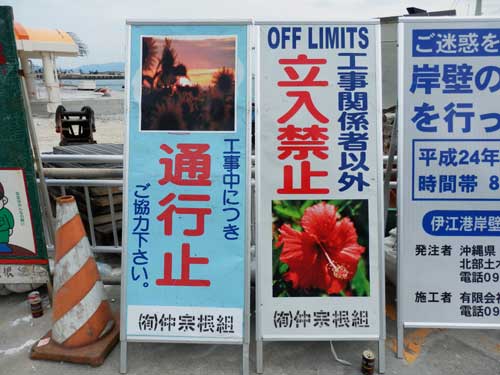 工事中につき
通行止
ご協力下さい。
㈲仲宗根組
OFF LIMITS
工事関係者以外
立入禁止
㈲仲宗根組
ご迷惑を
岸壁の
を行っ
平成24年
時間帯 8
伊江港岸壁
発注者 沖縄県
北部土
電話09
施工者 有限会
電話09
根組